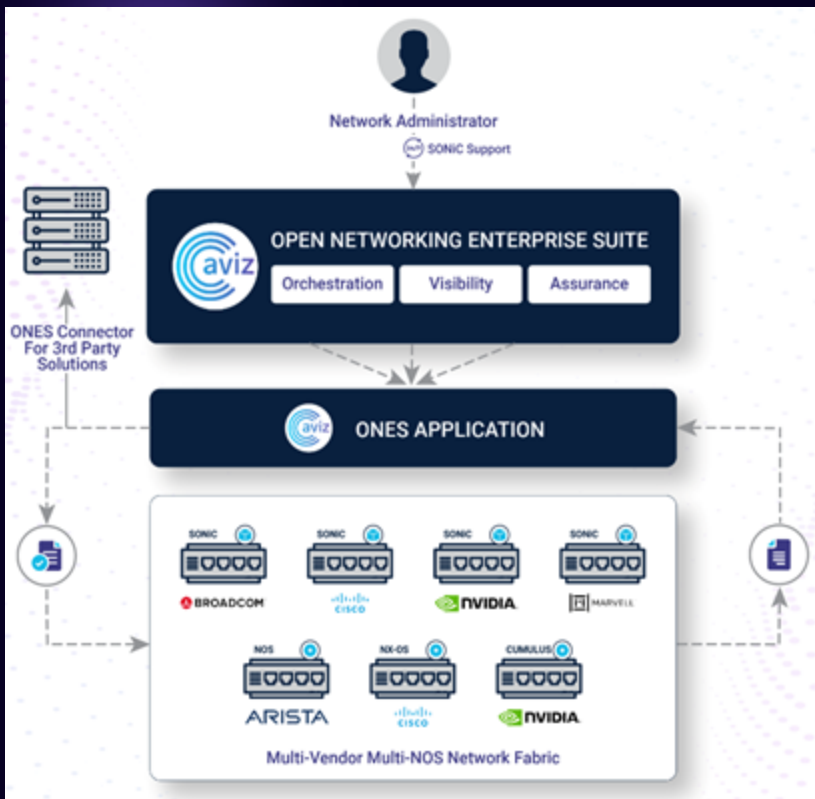 Network Administrator
24/7 SONiC Support
aviz
OPEN NETWORKING ENTERPRISE SUITE
Orchestration
Visibility
Assurance
ONES Connector
For 3rd Party
Solutions
aviz
ONES APPLICATION
SONIC
SONIC
SONIC
SONIC
BROADCOM
CISCO
NVIDIA
MARVELL
NOS
NX-OS
CUMULUS
ARISTA
CISCO
NVIDIA
Multi-Vendor Multi-NOS Network Fabric